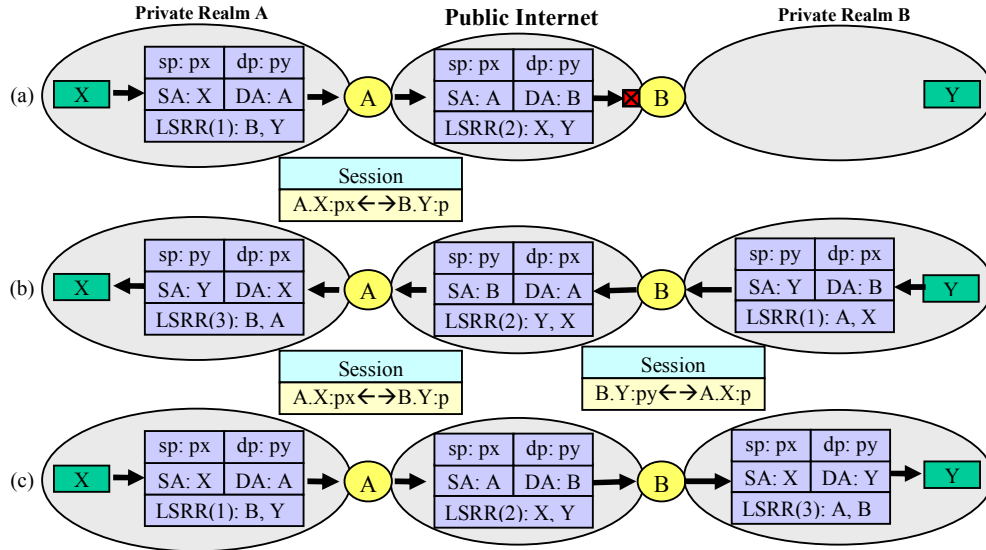 Private Realm A
Public Internet
Private Realm B
(a)
X
sp: px
dp: py
SA: X
DA: A
LSRR(1): B, Y
A
sp: px
dp: py
SA: A
DA: B
LSRR(2): X, Y
B
Y
Session
A.X:px←→B.Y:p
(b)
X
sp: py
dp: px
SA: Y
DA: X
LSRR(3): B, A
A
sp: py
dp: px
SA: B
DA: A
LSRR(2): Y, X
B
sp: py
dp: px
SA: Y
DA: B
LSRR(1): A, X
Y
Session
A.X:px←→B.Y:p
Session
B.Y:py←→A.X:p
(c)
X
sp: px
dp: py
SA: X
DA: A
LSRR(1): B, Y
A
sp: px
dp: py
SA: A
DA: B
LSRR(2): X, Y
B
sp: px
dp: py
SA: X
DA: Y
LSRR(3): A, B
Y